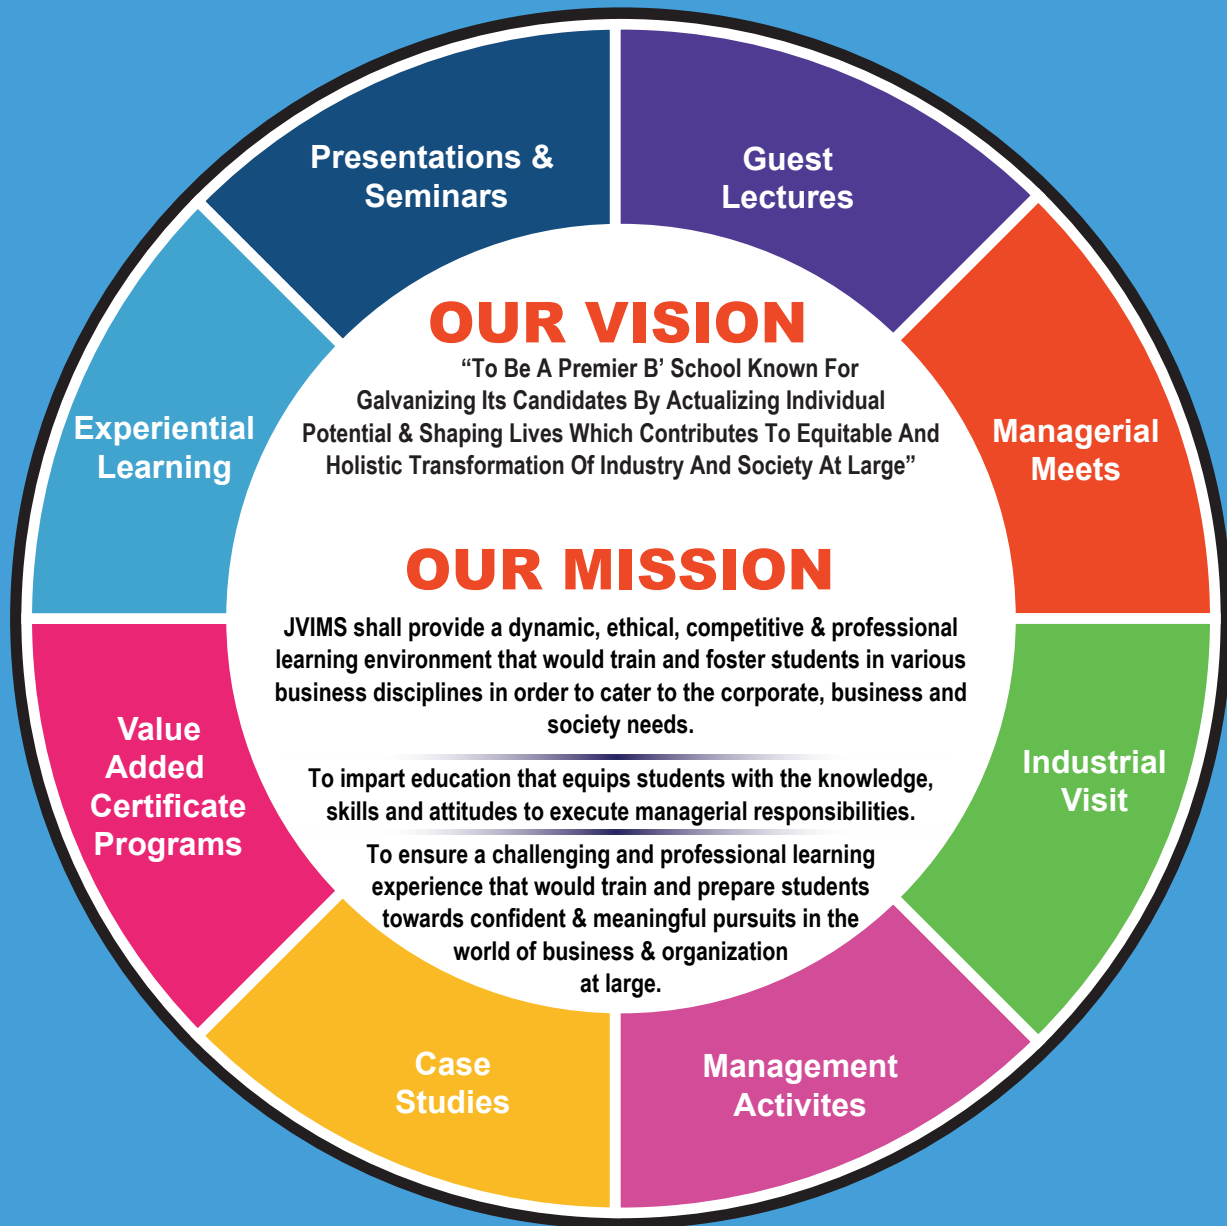 Presentations &
Seminars
Guest
Lectures
Experiential
Learning
Managerial
Meets
OUR VISION
“To Be A Premier B’ School Known For
Galvanizing Its Candidates By Actualizing Individual
Potential & Shaping Lives Which Contributes To Equitable And
Holistic Transformation Of Industry And Society At Large”
OUR MISSION
JVIMS shall provide a dynamic, ethical, competitive & professional
learning environment that would train and foster students in various
business disciplines in order to cater to the corporate, business and
society needs.
To impart education that equips students with the knowledge,
skills and attitudes to execute managerial responsibilities.
To ensure a challenging and professional learning
experience that would train and prepare students
towards confident & meaningful pursuits in the
world of business & organization
at large.
Value
Added
Certificate
Programs
Industrial
Visit
Case
Studies
Management
Activites